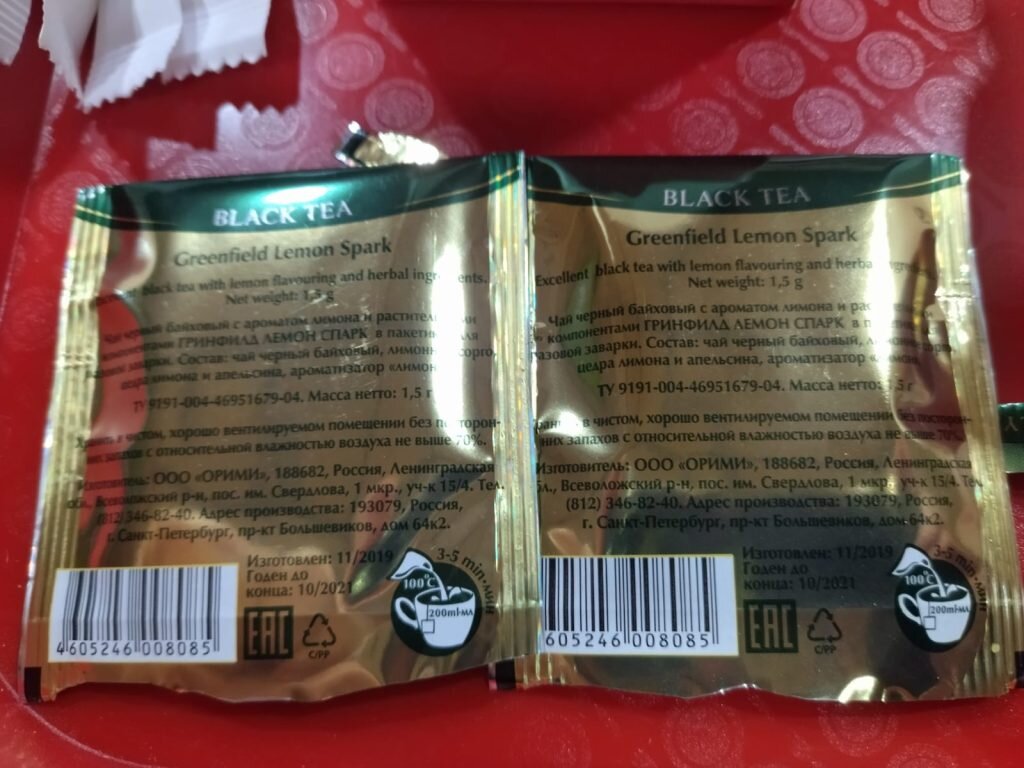 BLACK TEA
Greenfield Lemon Spark
black tea with lemon flavouring and herbal
Net weight: 1,5 g
Чай черный байховый с ароматом лимона и
компонентами ГРИНФИЛД ЛЕМОН СПАРК в
заварки. Состав: чай черный байховый,
цедра лимона и апельсина, ароматизатор «лимон
ТУ 9191-004-46951679-04. Масса нетто: 1,5 г
Хранить в чистом, хорошо вентилируемом помещении без
них запахов с относительной влажностью воздуха не выше 70%.
Изготовитель: ООО «ОРИМИ», 188682, Россия, Ленинградская
обл., Всеволожский р-н, пос. им. Свердлова, 1 мкр., уч-к 15/4. Тел.
(812) 346-82-40. Адрес производства: 193079, Россия,
г. Санкт-Петербург, пр-кт Большевиков, дом 64к2.
Изготовлен: 11/2019
Годен до
конца: 10/2021
3-5 min-мин
100°C
200ml-мл
4 605246 008085
EAC
C/PP
BLACK TEA
Greenfield Lemon Spark
Excellent black tea with lemon flavouring and
Net weight: 1,5 g
Чай черный байховый с ароматом лимона и
компонентами ГРИНФИЛД ЛЕМОН СПАРК в
разовой заварки. Состав: чай черный байховый,
цедра лимона и апельсина, ароматизатор «лимон
ТУ 9191-004-46951679-04. Масса нетто: 1,5 г
в чистом, хорошо вентилируемом помещении без посторон-
них запахов с относительной влажностью воздуха не выше 70%.
Изготовитель: ООО «ОРИМИ», 188682, Россия, Ленинградская
обл., Всеволожский р-н, пос. им. Свердлова, 1 мкр., уч-к 15/4. Тел.
(812) 346-82-40. Адрес производства: 193079, Россия,
г. Санкт-Петербург, пр-кт Большевиков, дом 64к2.
Изготовлен: 11/2019
Годен до
конца: 10/2021
3-5 min-мин
100°C
200ml-мл
605246 008085
EAC
C/PP